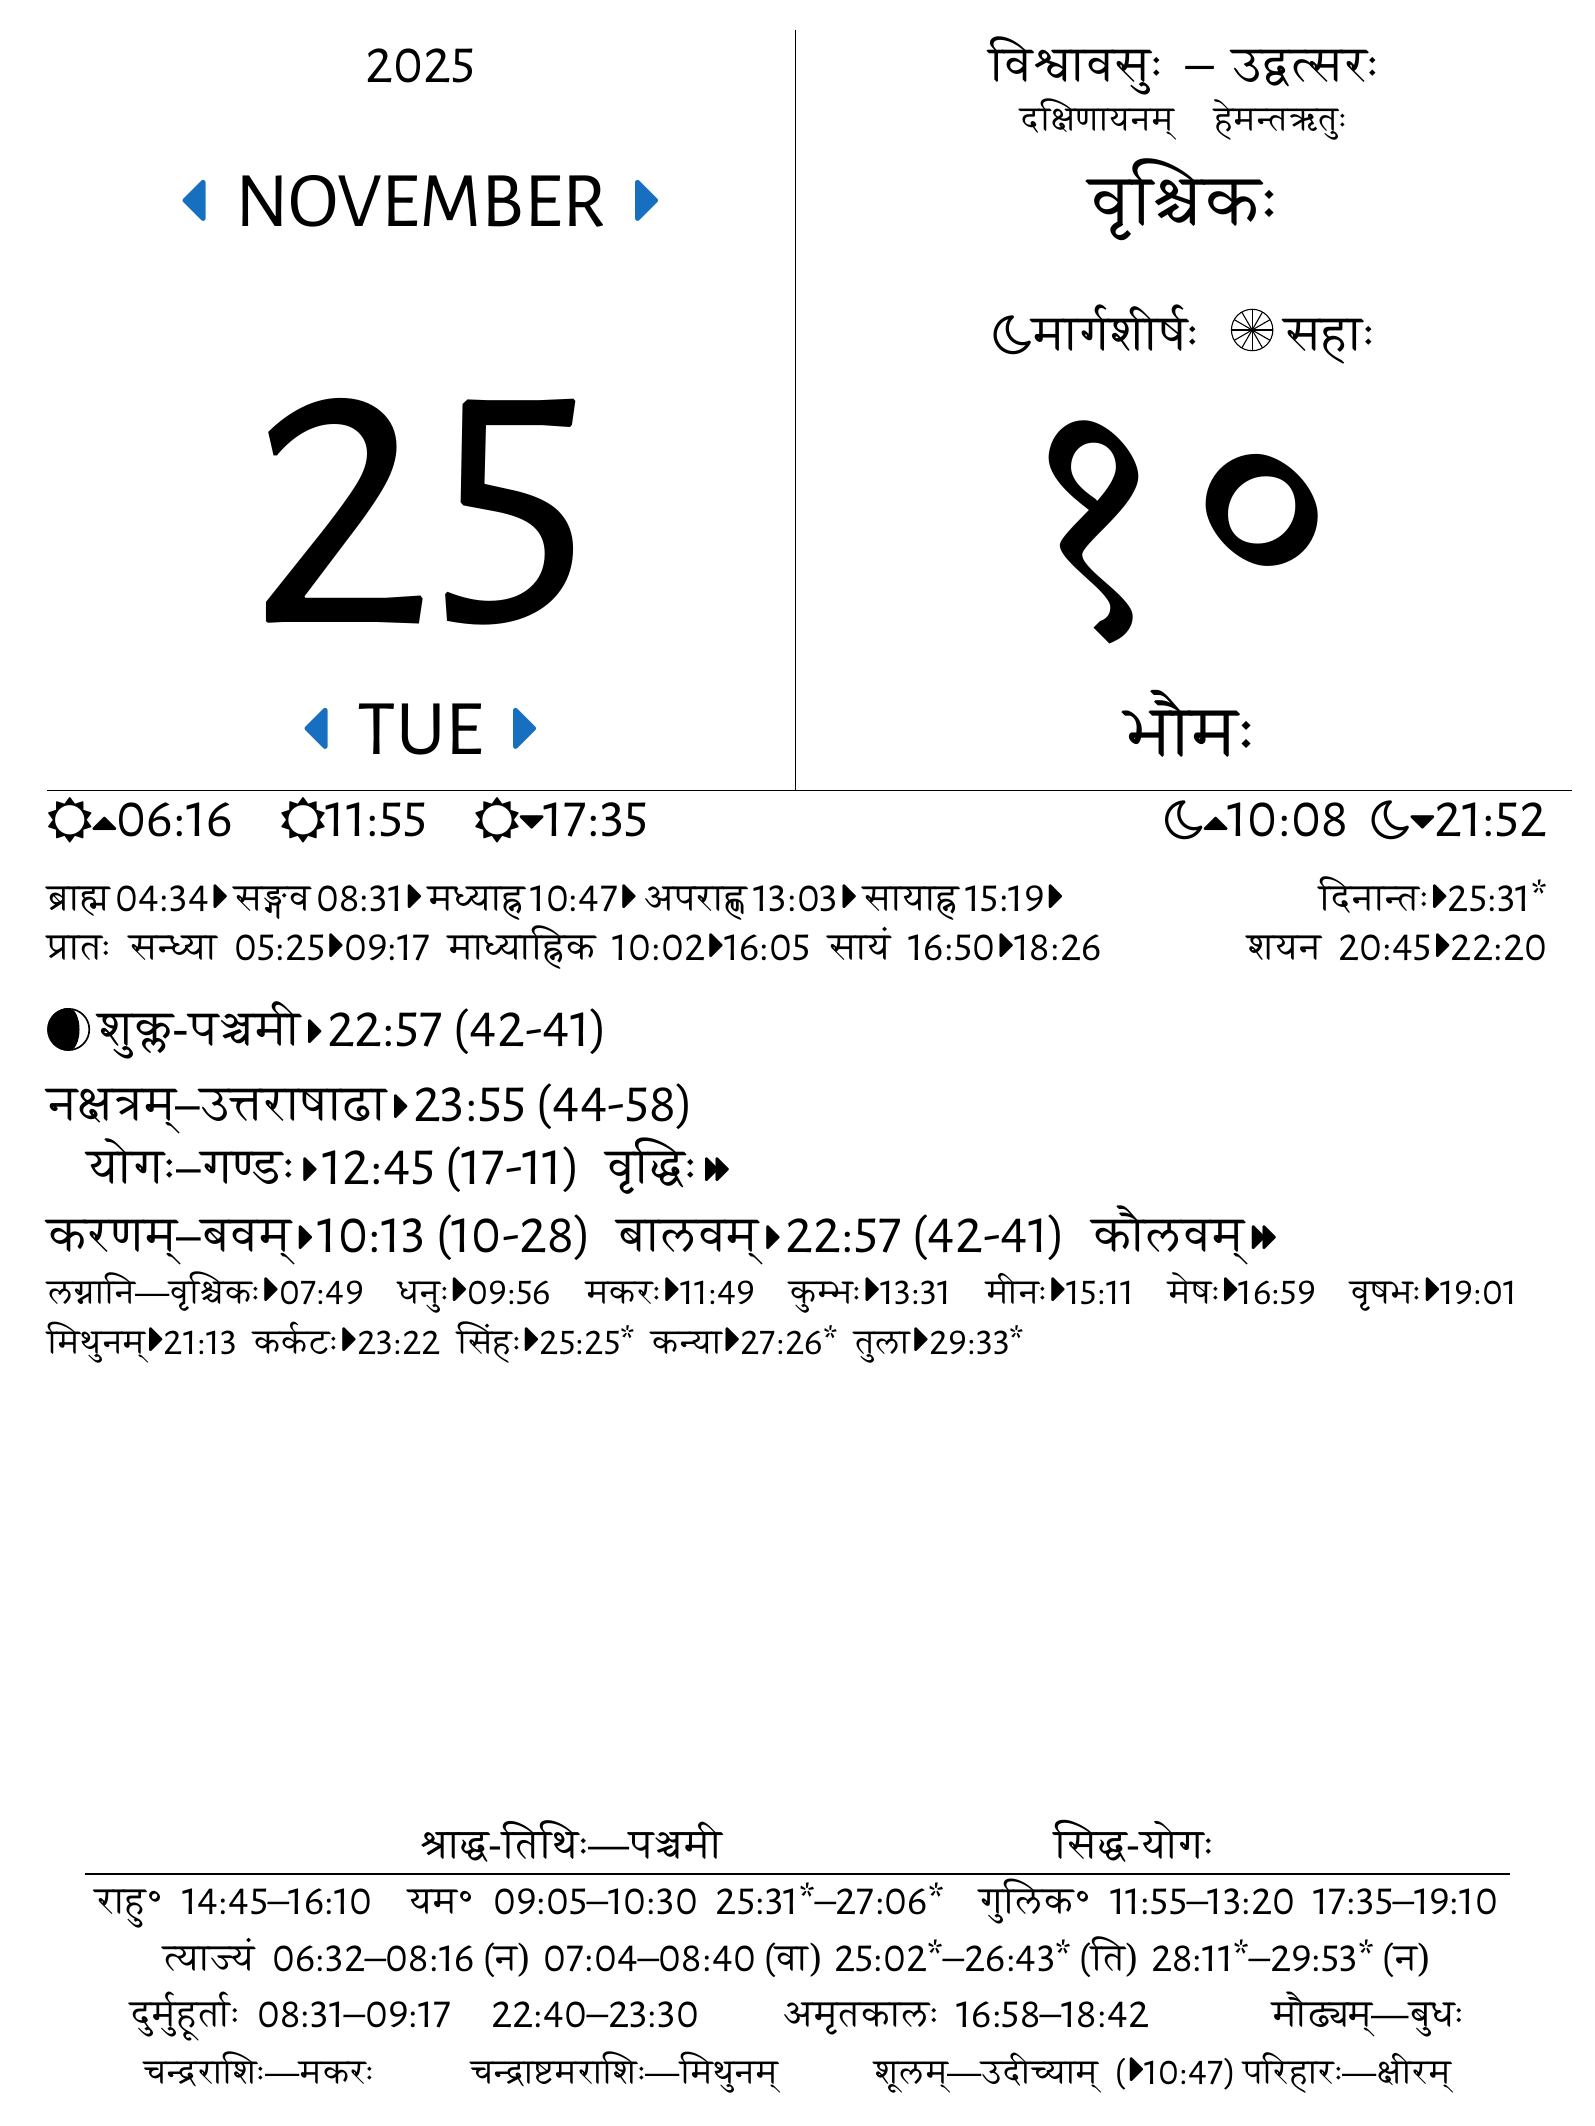 2025
NOVEMBER
25
TUE
विश्वावसुः – उद्वत्सरः
दक्षिणायनम् हेमन्तऋतुः
वृश्चिकः
मार्गशीर्षः सहाः
१०
भौमः
06:16 11:55 17:35 10:08 21:52
ब्राह्म 04:34 सङ्गव 08:31 मध्याह्न 10:47 अपराह्ण 13:03 सायाह्न 15:19 दिनान्तः 25:31*
प्रातः सन्ध्या 05:25 09:17 माध्याह्निक 10:02 16:05 सायं 16:50 18:26 शयन 20:45 22:20
शुक्ल-पञ्चमी 22:57 (42-41)
नक्षत्रम्–उत्तराषाढा 23:55 (44-58)
योगः–गण्डः 12:45 (17-11) वृद्धिः
करणम्–बवम् 10:13 (10-28) बालवम् 22:57 (42-41) कौलवम्
लग्नानि—वृश्चिकः 07:49 धनुः 09:56 मकरः 11:49 कुम्भः 13:31 मीनः 15:11 मेषः 16:59 वृषभः 19:01
मिथुनम् 21:13 कर्कटः 23:22 सिंहः 25:25* कन्या 27:26* तुला 29:33*
श्राद्ध-तिथिः—पञ्चमी सिद्ध-योगः
राहु° 14:45–16:10 यम° 09:05–10:30 25:31*–27:06* गुलिक° 11:55–13:20 17:35–19:10
त्याज्यं 06:32–08:16 (न) 07:04–08:40 (वा) 25:02*–26:43* (ति) 28:11*–29:53* (न)
दुर्मुहूर्ताः 08:31–09:17 22:40–23:30 अमृतकालः 16:58–18:42 मौढ्यम्—बुधः
चन्द्रराशिः—मकरः चन्द्राष्टमराशिः—मिथुनम् शूलम्—उदीच्याम् (10:47) परिहारः—क्षीरम्